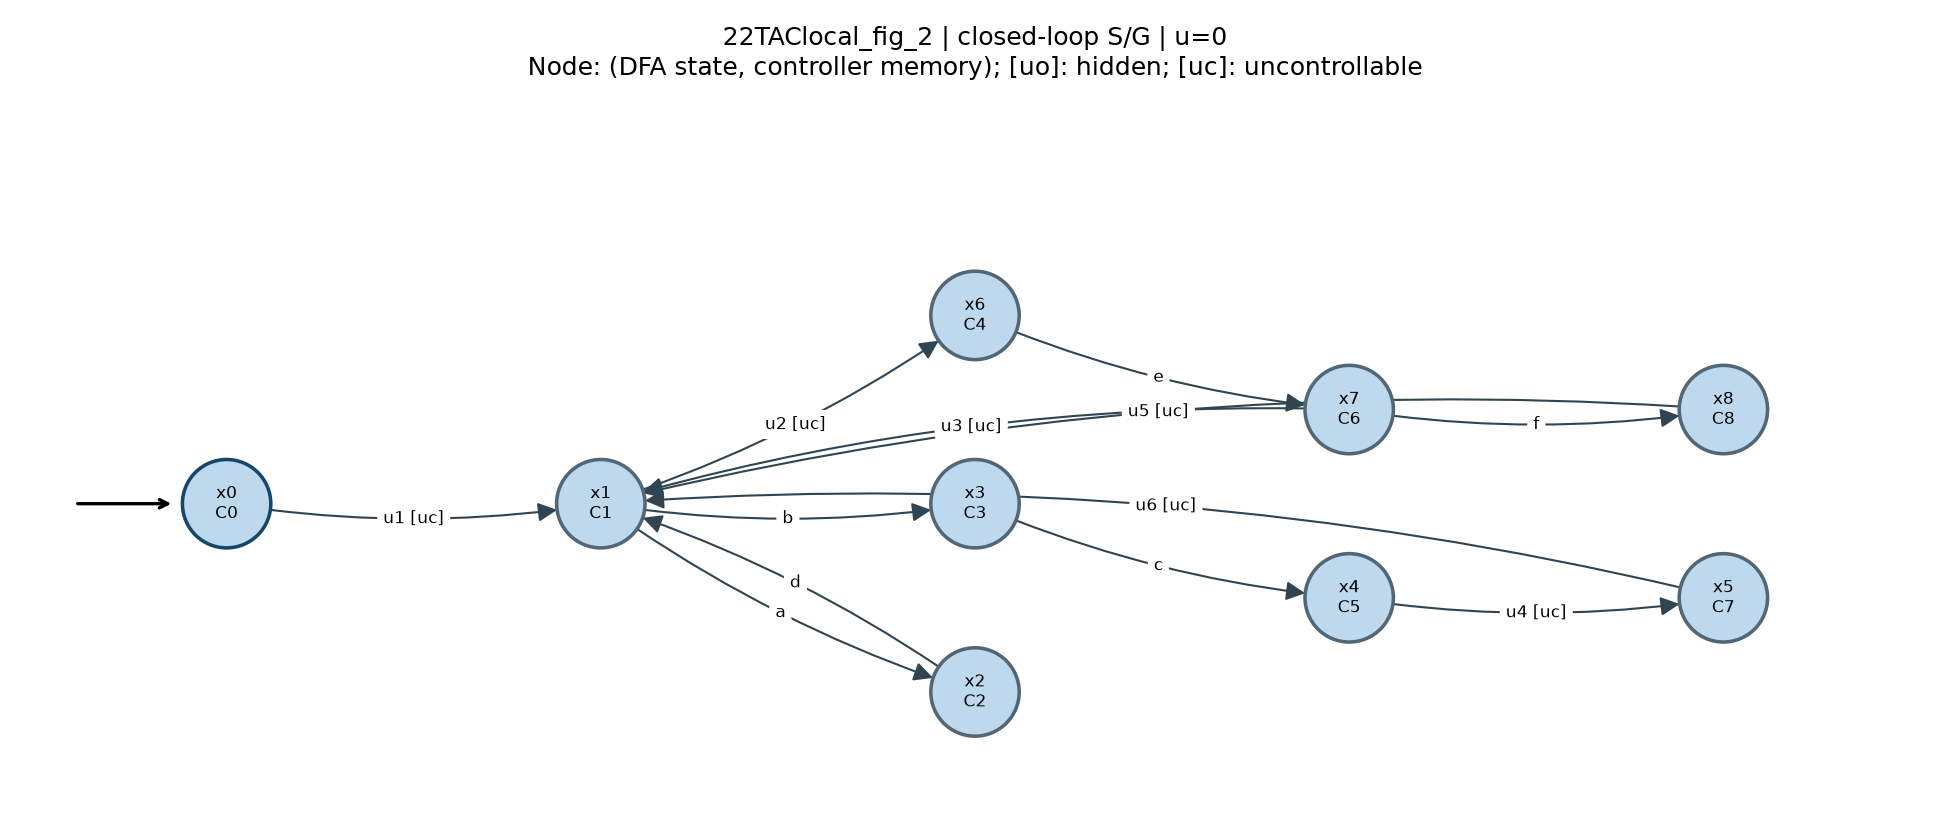 22TAClocal_fig_2 | closed-loop S/G | u=0
Node: (DFA state, controller memory); [uo]: hidden; [uc]: uncontrollable
x6
C4
e
x7
C6
x8
C8
u5 [uc]
u2 [uc]
u3 [uc]
f
x0
C0
x1
C1
x3
C3
u6 [uc]
u1 [uc]
b
c
d
x4
C5
x5
C7
a
u4 [uc]
x2
C2